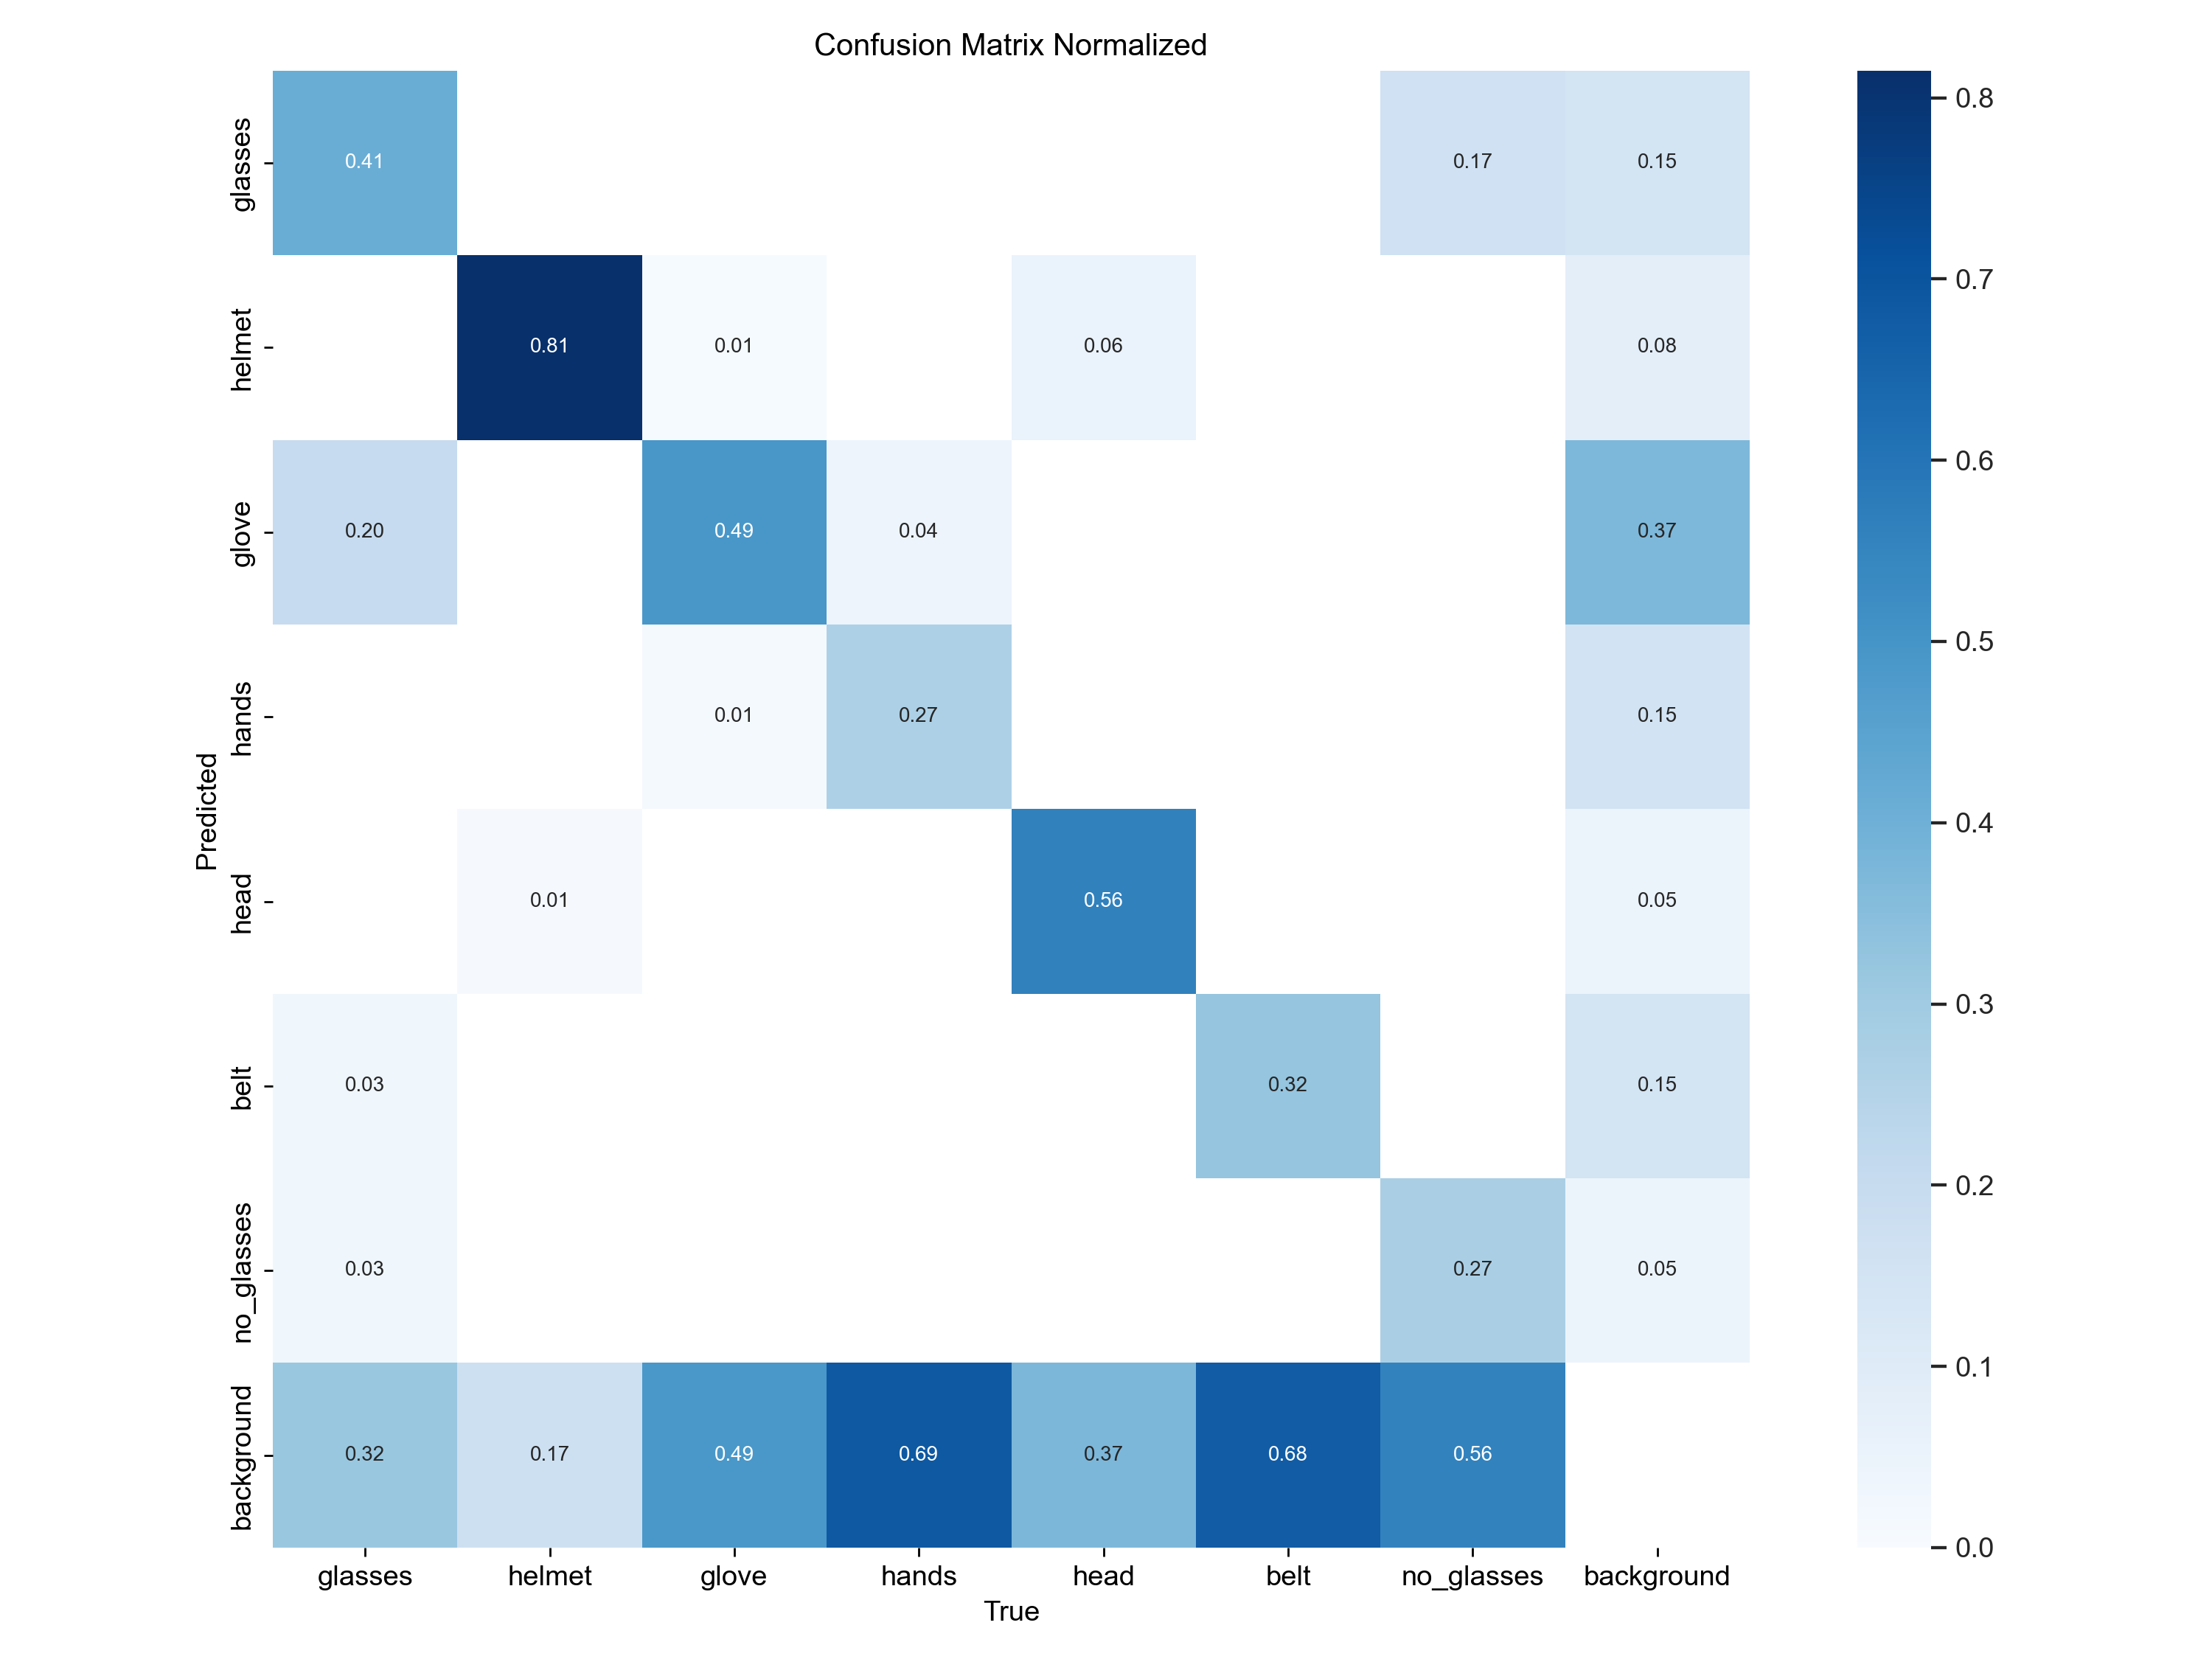 Confusion Matrix Normalized
glasses 0.41 0.17 0.15
helmet 0.81 0.01 0.06 0.08
glove 0.20 0.49 0.04 0.37
hands 0.01 0.27 0.15
head 0.01 0.56 0.05
belt 0.03 0.32 0.15
no_glasses 0.03 0.27 0.05
background 0.32 0.17 0.49 0.69 0.37 0.68 0.56
Predicted
glasses helmet glove hands head belt no_glasses background
True
0.8
0.7
0.6
0.5
0.4
0.3
0.2
0.1
0.0